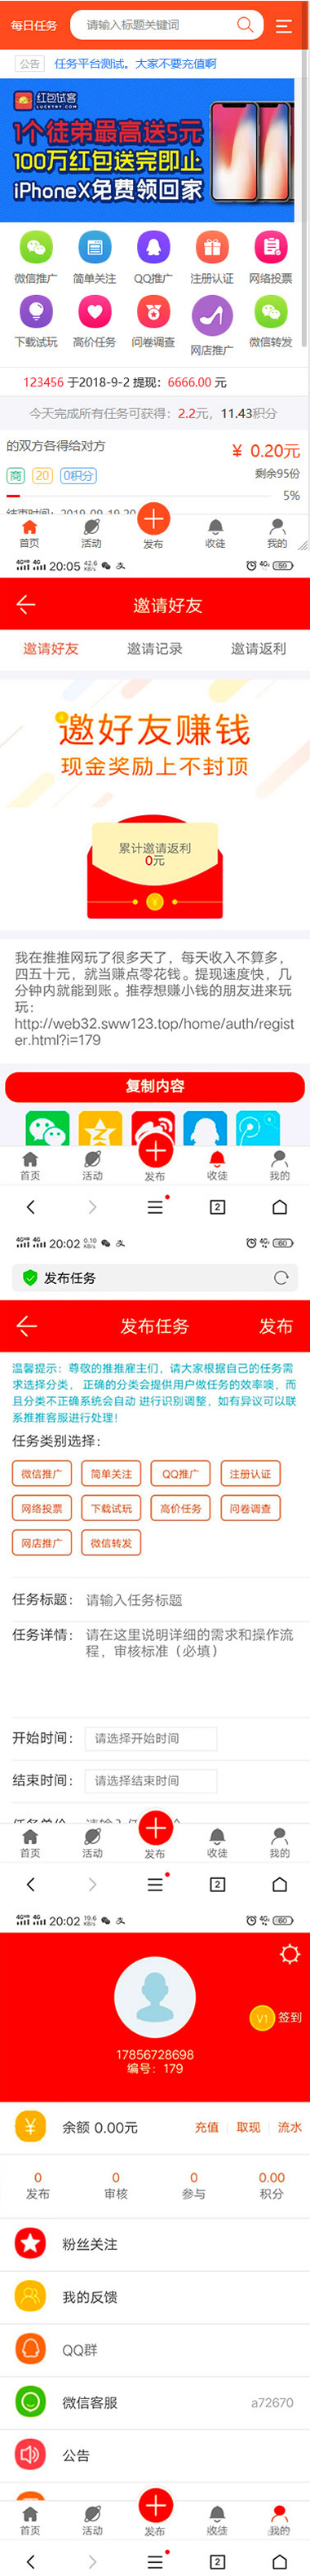 每日任务
请输入标题关键词
公告 任务平台测试。大家不要充值啊
红包试客
LUCKYRY.COM
1个徒弟最高送5元
100万红包送完即止
iPhoneX免费领回家
微信推广 简单关注 QQ推广 注册认证 网络投票
下载试玩 高价任务 问卷调查 网店推广 微信转发
123456 于2018-9-2 提现：6666.00 元
今天完成所有任务可获得：2.2元，11.43积分
的双方各得给对方
¥ 0.20元
商 20 0积分 剩余95份
5%
结束时间：2019-09-19 20
首页 活动 发布 收徒 我的
4G 4G 20:05 42.6 KB/s 4G 59
邀请好友
邀请好友 邀请记录 邀请返利
邀好友赚钱
现金奖励上不封顶
累计邀请返利
0元
我在推推网玩了很多天了，每天收入不算多，
四五十元，就当赚点零花钱。提现速度快，几
分钟内就能到账。推荐想赚小钱的朋友进来玩
玩：
http://web32.sww123.top/home/auth/regist
er.html?i=179
复制内容
首页 活动 发布 收徒 我的
2
20:02 0.10 KB/s 4G 60
发布任务
发布任务 发布
温馨提示：尊敬的推推雇主们，请大家根据自己的任务需
求选择分类， 正确的分类会提供用户做任务的效率噢，而
且分类不正确系统会自动 进行识别调整，如有异议可以联
系推推客服进行处理！
任务类别选择：
微信推广 简单关注 QQ推广 注册认证
网络投票 下载试玩 高价任务 问卷调查
网店推广 微信转发
任务标题： 请输入任务标题
任务详情： 请在这里说明详细的需求和操作流
程，审核标准（必填）
开始时间： 请选择开始时间
结束时间： 请选择结束时间
首页 活动 发布 收徒 我的
2
20:02 19.6 KB/s 4G 60
V1 签到
17856728698
编号：179
¥ 余额 0.00元 充值 取现 流水
0 0 0 0.00
发布 审核 参与 积分
粉丝关注
我的反馈
QQ群
微信客服 a72670
公告
首页 活动 发布 收徒 我的
2